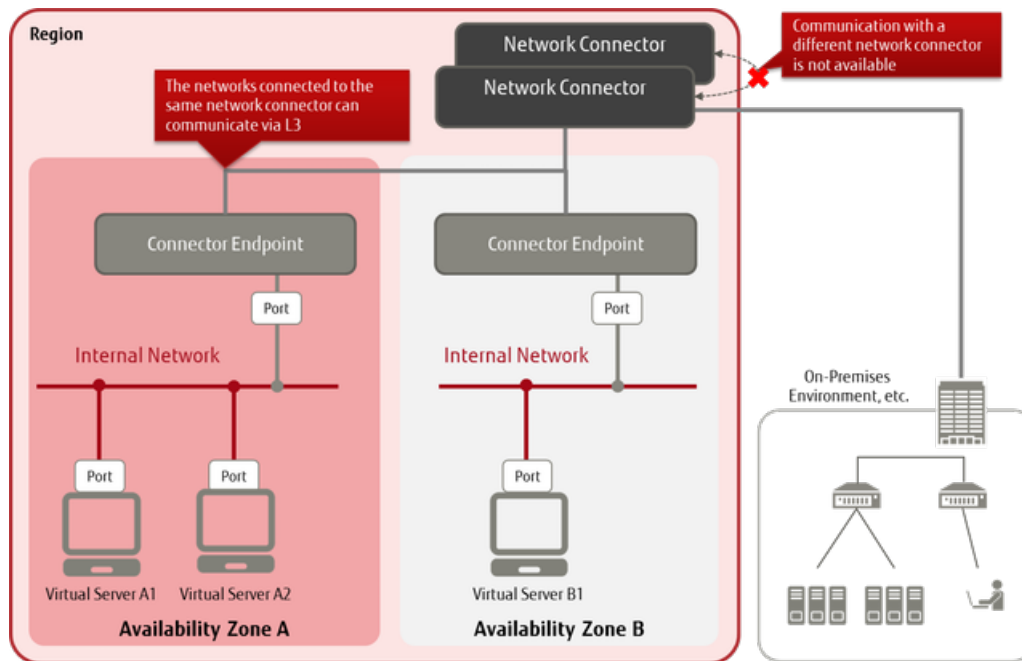 Region
Network Connector
Communication with a
different network connector
is not available
Network Connector
The networks connected to the
same network connector can
communicate via L3
Connector Endpoint
Connector Endpoint
Port
Port
Internal Network
Internal Network
On-Premises
Environment, etc.
Port
Port
Port
Virtual Server A1
Virtual Server A2
Virtual Server B1
Availability Zone A
Availability Zone B